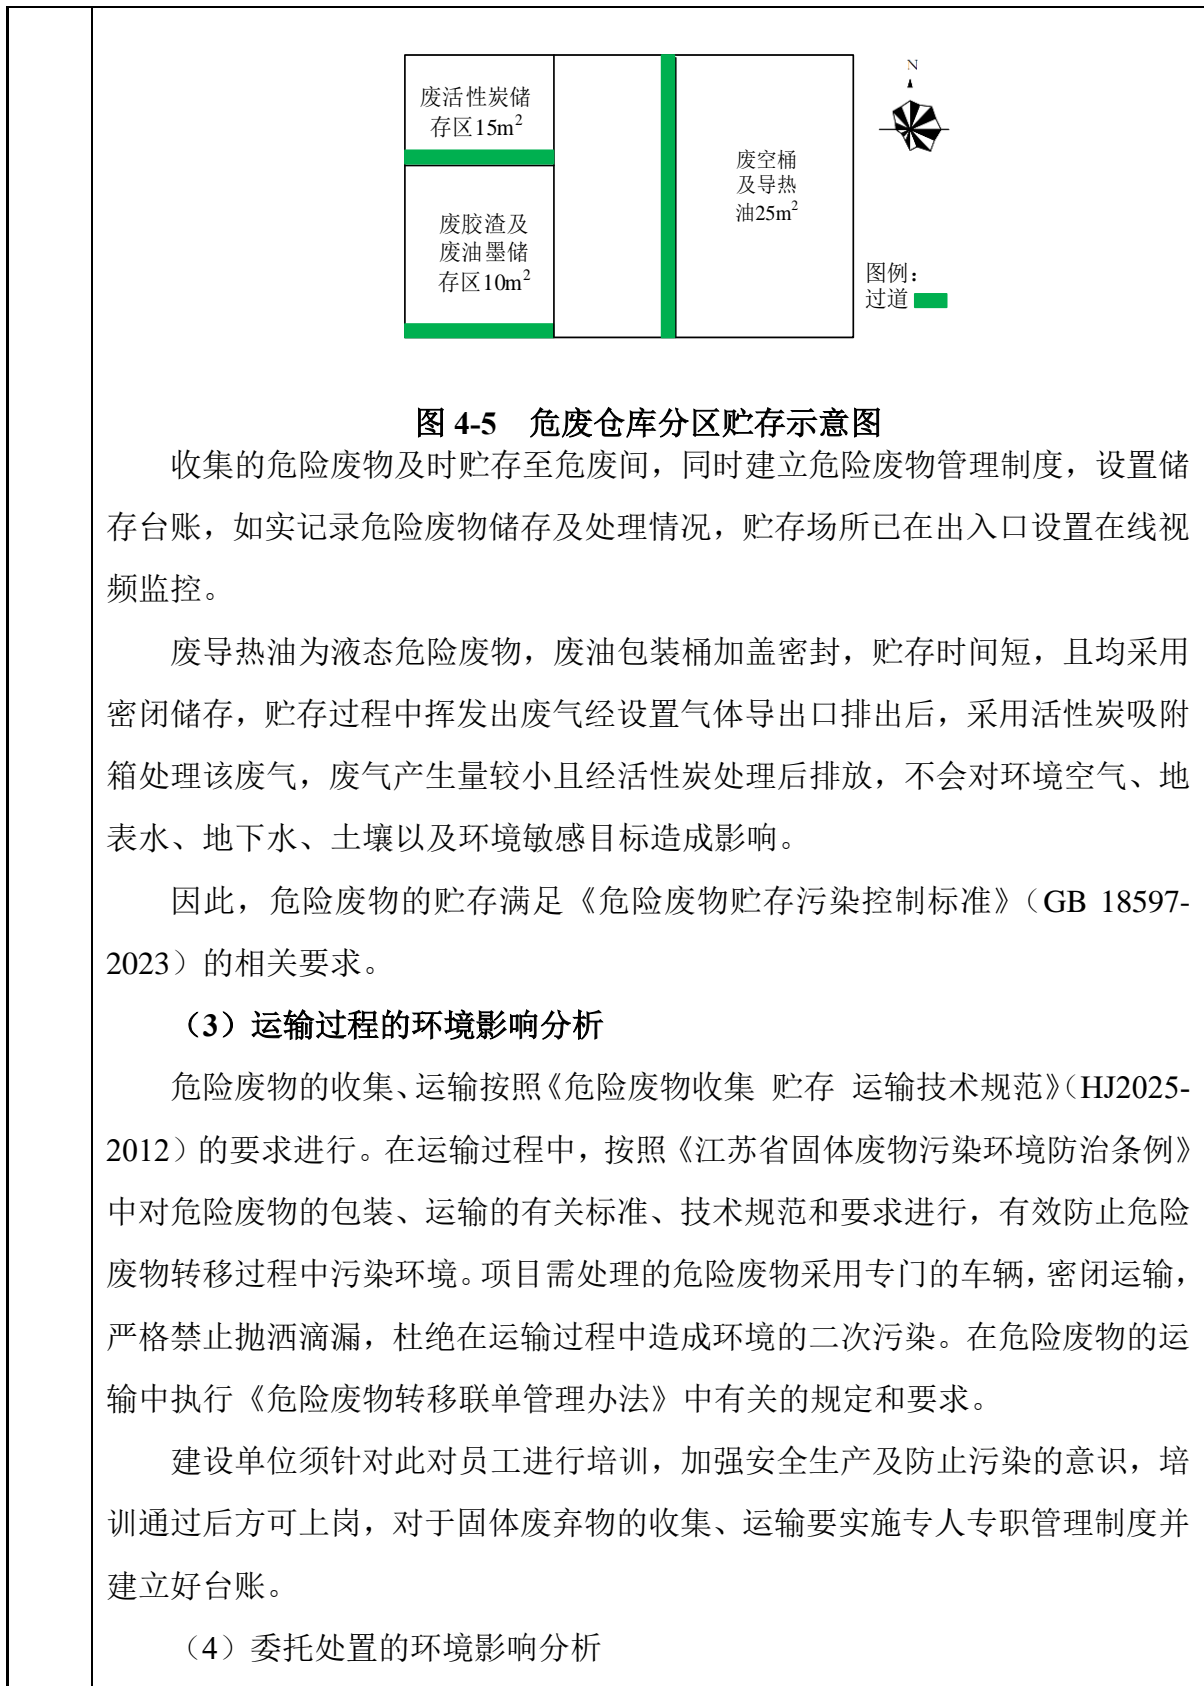 废活性炭储
存区15m²
废胶渣及
废油墨储
存区10m²
废空桶
及导热
油25m²
N
图例：
过道
图 4-5　危废仓库分区贮存示意图
收集的危险废物及时贮存至危废间，同时建立危险废物管理制度，设置储
存台账，如实记录危险废物储存及处理情况，贮存场所已在出入口设置在线视
频监控。
废导热油为液态危险废物，废油包装桶加盖密封，贮存时间短，且均采用
密闭储存，贮存过程中挥发出废气经设置气体导出口排出后，采用活性炭吸附
箱处理该废气，废气产生量较小且经活性炭处理后排放，不会对环境空气、地
表水、地下水、土壤以及环境敏感目标造成影响。
因此，危险废物的贮存满足《危险废物贮存污染控制标准》（GB 18597-
2023）的相关要求。
（3）运输过程的环境影响分析
危险废物的收集、运输按照《危险废物收集 贮存 运输技术规范》（HJ2025-
2012）的要求进行。在运输过程中，按照《江苏省固体废物污染环境防治条例》
中对危险废物的包装、运输的有关标准、技术规范和要求进行，有效防止危险
废物转移过程中污染环境。项目需处理的危险废物采用专门的车辆，密闭运输，
严格禁止抛洒滴漏，杜绝在运输过程中造成环境的二次污染。在危险废物的运
输中执行《危险废物转移联单管理办法》中有关的规定和要求。
建设单位须针对此对员工进行培训，加强安全生产及防止污染的意识，培
训通过后方可上岗，对于固体废弃物的收集、运输要实施专人专职管理制度并
建立好台账。
（4）委托处置的环境影响分析